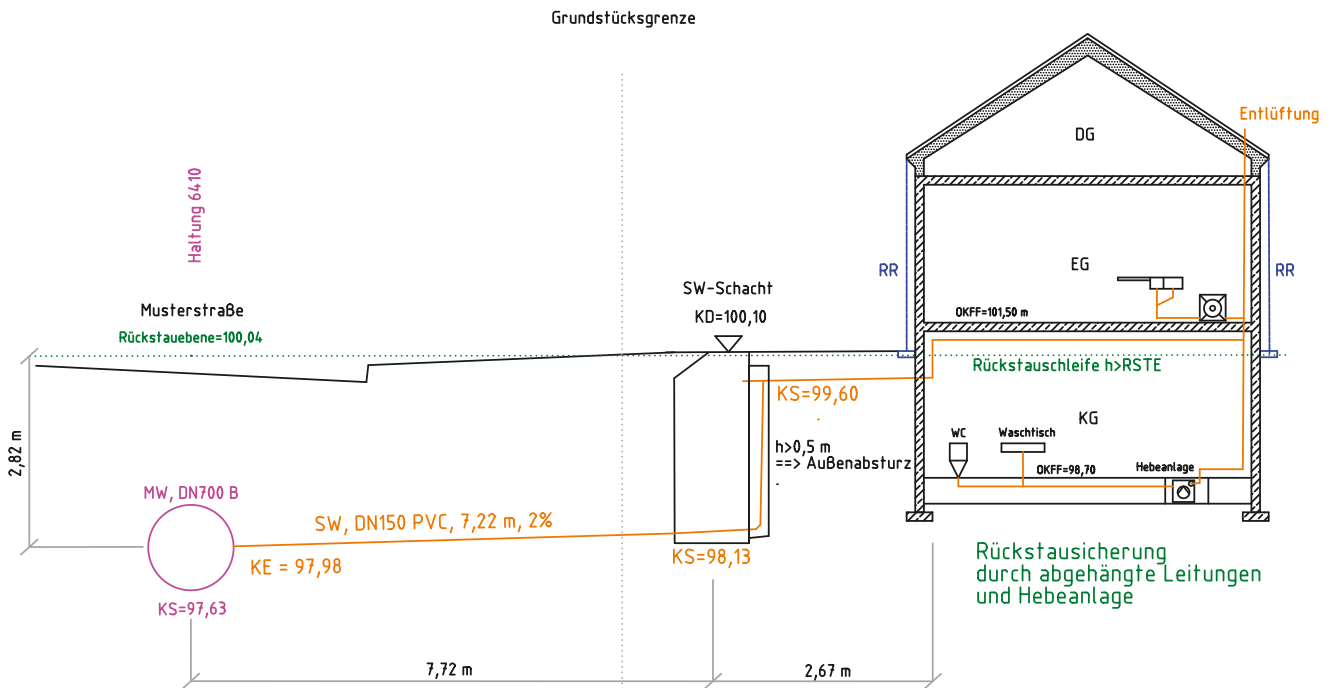 Grundstücksgrenze
Entlüftung
DG
Haltung 6410
RR
EG
RR
SW-Schacht
KD=100,10
OKFF=101,50 m
Musterstraße
Rückstauebene=100,04
Rückstauschleife h>RSTE
KS=99,60
KG
WC
Waschtisch
h>0,5 m
==> Außenabsturz
OKFF=98,70
Hebeanlage
2,82 m
MW, DN700 B
SW, DN150 PVC, 7,22 m, 2%
KE = 97,98
KS=98,13
KS=97,63
Rückstausicherung
durch abgehängte Leitungen
und Hebeanlage
7,72 m
2,67 m